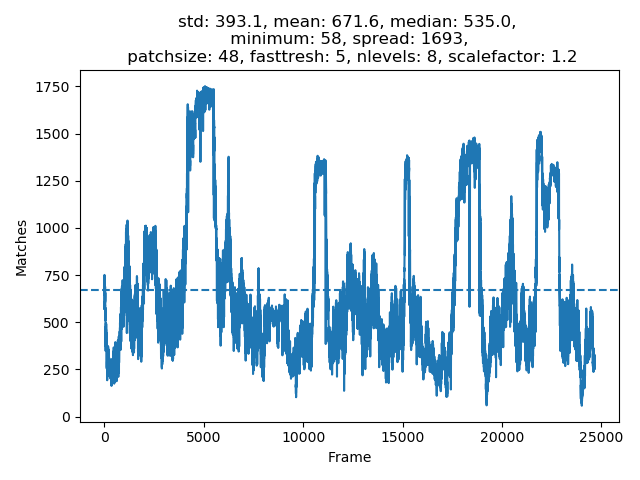 std: 393.1, mean: 671.6, median: 535.0,
minimum: 58, spread: 1693,
patchsize: 48, fasttresh: 5, nlevels: 8, scalefactor: 1.2
1750
1500
1250
1000
750
500
250
0
Matches
0 5000 10000 15000 20000 25000
Frame